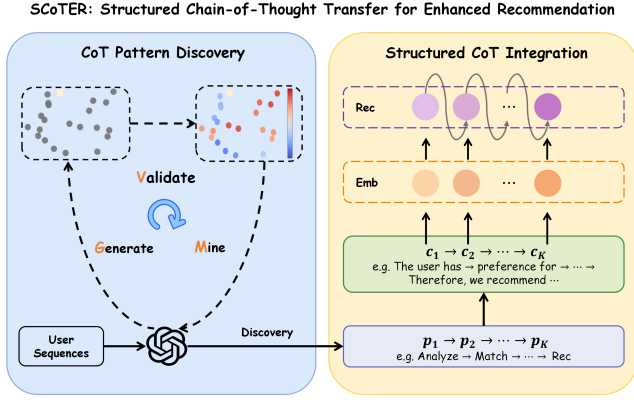 SCoTER: Structured Chain-of-Thought Transfer for Enhanced Recommendation
CoT Pattern Discovery
Validate
Generate
Mine
User
Sequences
Discovery
Structured CoT Integration
Rec
...
Emb
...
c₁ → c₂ → ⋯ → c_K
e.g. The user has → preference for → ⋯ →
Therefore, we recommend ⋯
p₁ → p₂ → ⋯ → p_K
e.g. Analyze → Match → ⋯ → Rec